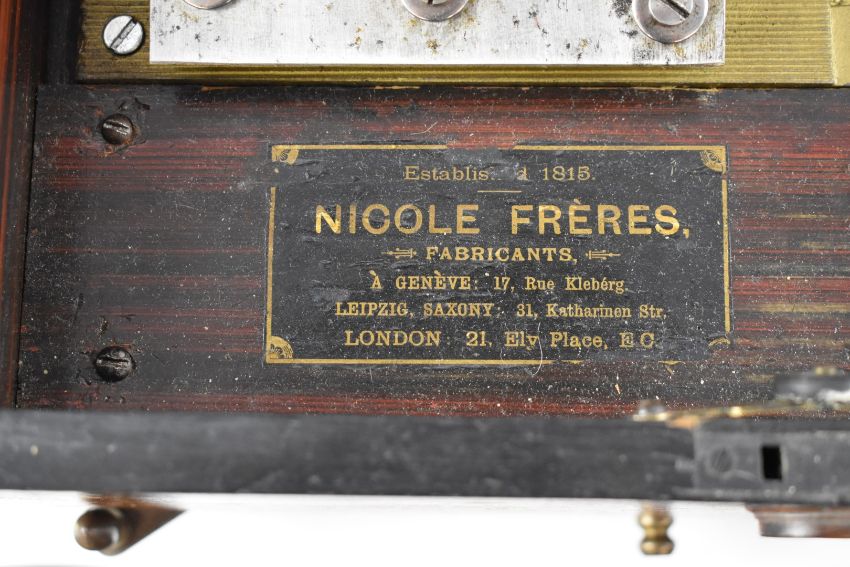 Establis d 1815.
NICOLE FRÈRES,
FABRICANTS,
À GENÈVE: 17, Rue Klebérg
LEIPZIG, SAXONY: 31, Katharinen Str.
LONDON: 21, Ely Place, E C.